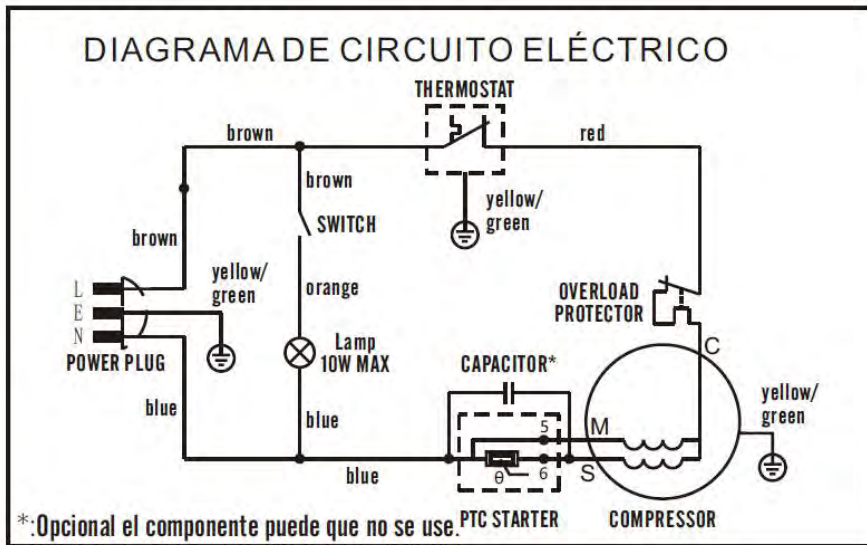 DIAGRAMA DE CIRCUITO ELÉCTRICO
THERMOSTAT
brown
red
brown
yellow/
green
SWITCH
brown
yellow/
green
orange
OVERLOAD
PROTECTOR
L
E
N
POWER PLUG
Lamp
10W MAX
CAPACITOR*
C
yellow/
green
blue
blue
5
M
6
S
θ
blue
PTC STARTER
COMPRESSOR
*:Opcional el componente puede que no se use.